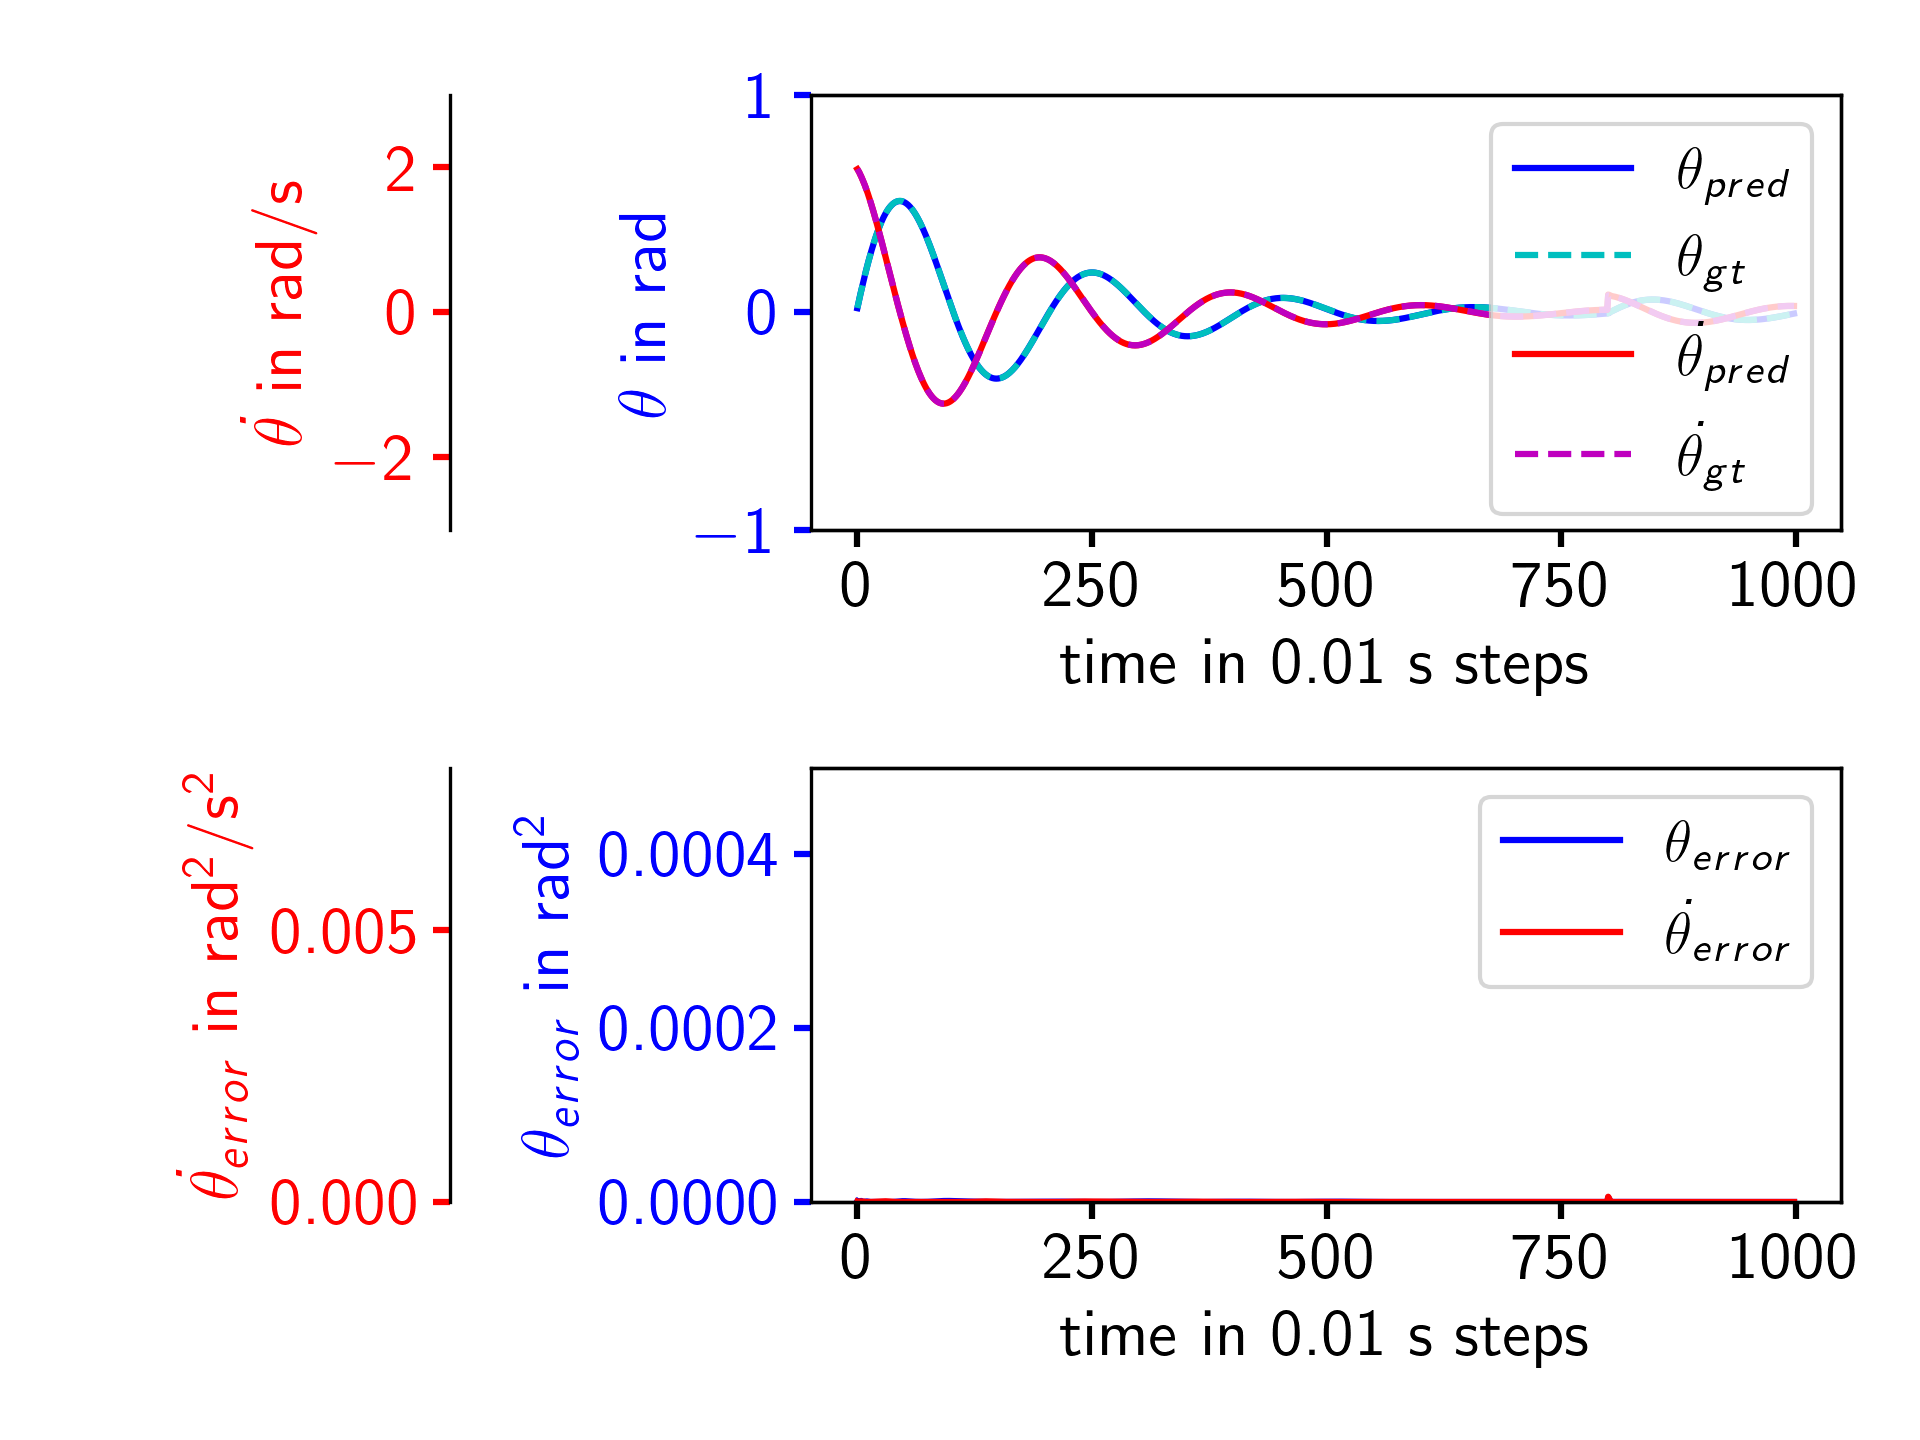 θ̇ in rad/s
2
0
−2
θ in rad
1
0
−1
θ_pred
θ_gt
θ̇_pred
θ̇_gt
0 250 500 750 1000
time in 0.01 s steps
θ̇_error in rad²/s²
0.005
0.000
θ_error in rad²
0.0004
0.0002
0.0000
θ_error
θ̇_error
0 250 500 750 1000
time in 0.01 s steps